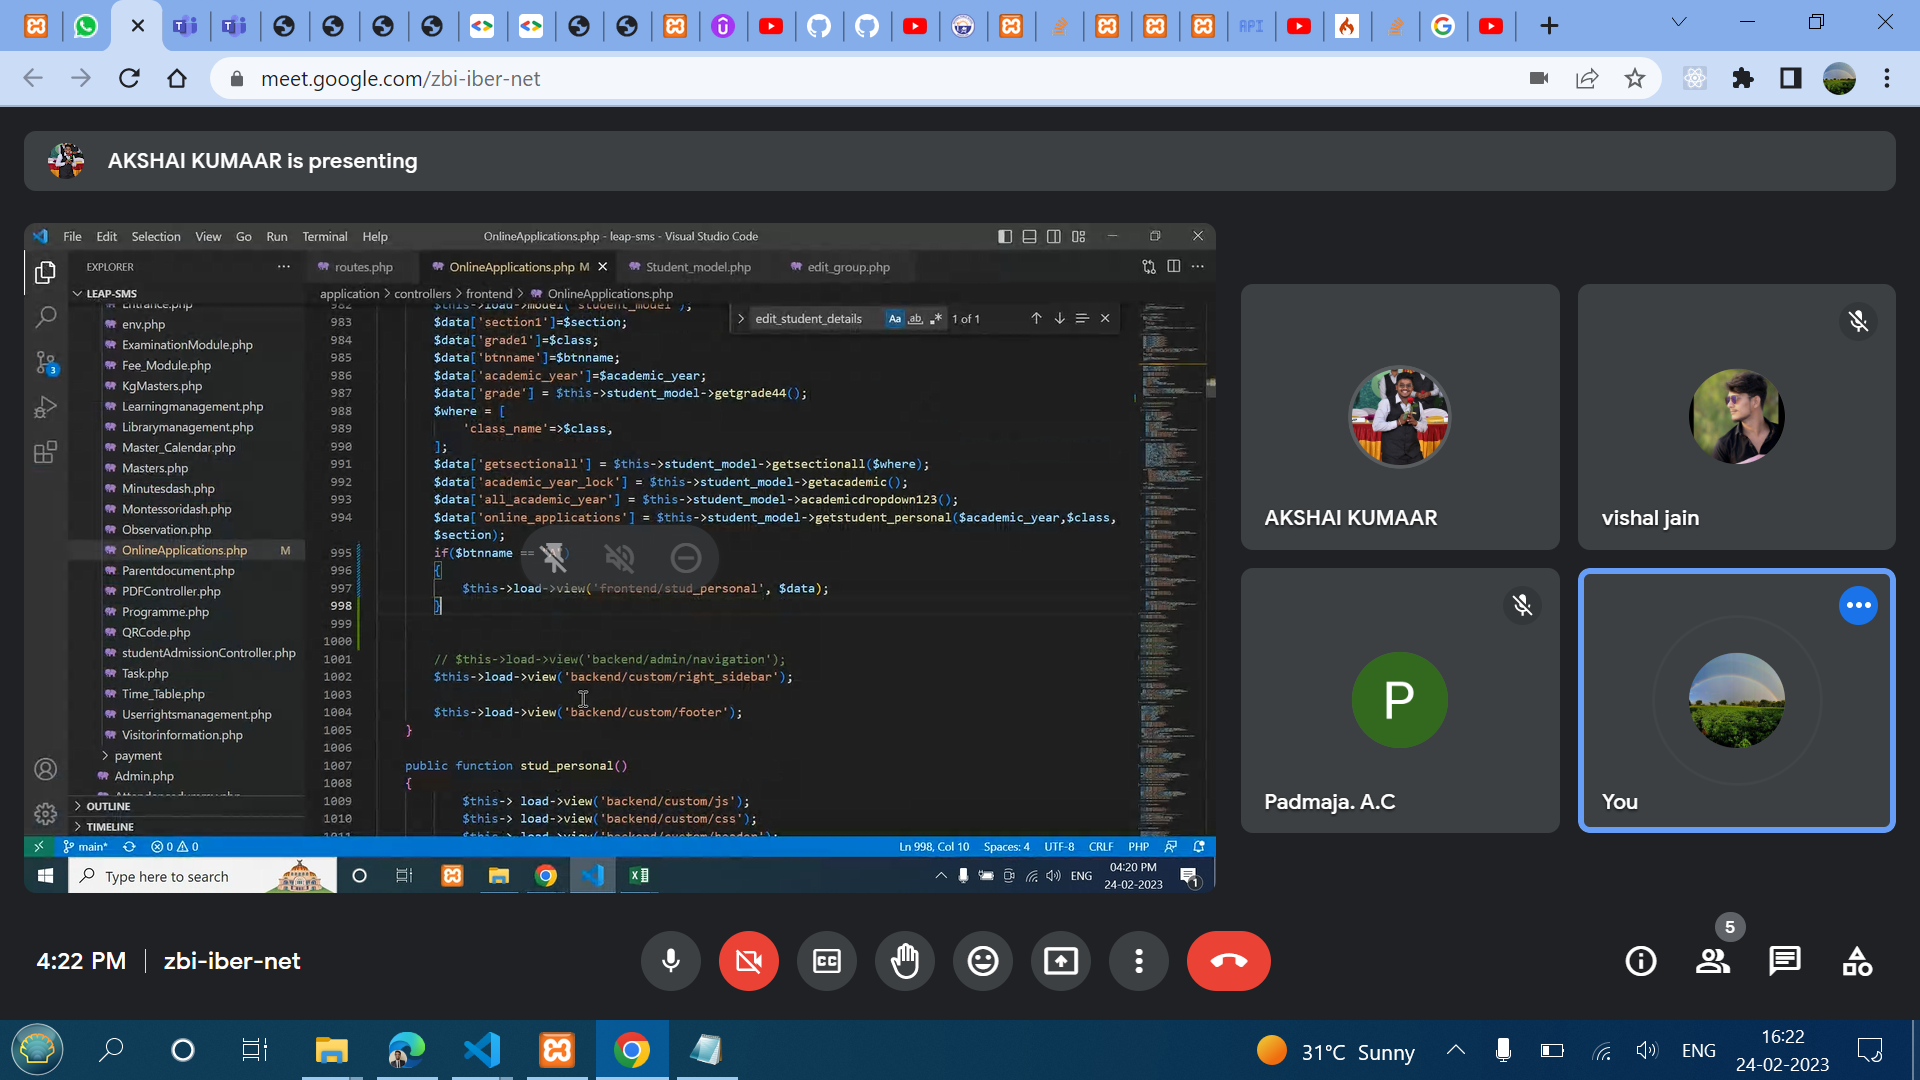 meet.google.com/zbi-iber-net
AKSHAI KUMAAR is presenting
File Edit Selection View Go Run Terminal Help
OnlineApplications.php - leap-sms - Visual Studio Code
EXPLORER
routes.php
OnlineApplications.php M
Student_model.php
edit_group.php
LEAP-SMS
application > controllers > frontend > OnlineApplications.php
edit_student_details
Aa
ab
1 of 1
Entrance.php
env.php
ExaminationModule.php
Fee_Module.php
KgMasters.php
Learningmanagement.php
Librarymanagement.php
Master_Calendar.php
Masters.php
Minutesdash.php
Montessoridash.php
Observation.php
OnlineApplications.php M
Parentdocument.php
PDFController.php
Programme.php
QRCode.php
studentAdmissionController.php
Task.php
Time_Table.php
Userrightsmanagement.php
Visitorinformation.php
payment
Admin.php
OUTLINE
TIMELINE
982 $this->load->model('student_model');
983 $data['section1']=$section;
984 $data['grade1']=$class;
985 $data['btnname']=$btnname;
986 $data['academic_year']=$academic_year;
987 $data['grade'] = $this->student_model->getgrade44();
988 $where = [
989 'class_name'=>$class,
990 ];
991 $data['getsectionall'] = $this->student_model->getsectionall($where);
992 $data['academic_year_lock'] = $this->student_model->getacademic();
993 $data['all_academic_year'] = $this->student_model->academicdropdown123();
994 $data['online_applications'] = $this->student_model->getstudent_personal($academic_year,$class,
$section);
995 if($btnname ==
996 {
997 $this->load->view('frontend/stud_personal', $data);
998 }
999
1000
1001 // $this->load->view('backend/admin/navigation');
1002 $this->load->view('backend/custom/right_sidebar');
1003
1004 $this->load->view('backend/custom/footer');
1005 }
1006
1007 public function stud_personal()
1008 {
1009 $this-> load->view('backend/custom/js');
1010 $this-> load->view('backend/custom/css');
1011 $this-> load->view('backend/custom/header');
main*
0 0
Ln 998, Col 10 Spaces: 4 UTF-8 CRLF PHP
Type here to search
ENG
04:20 PM
24-02-2023
1
3
AKSHAI KUMAAR
vishal jain
P
Padmaja. A.C
You
4:22 PM | zbi-iber-net
CC
5
31°C Sunny
ENG
16:22
24-02-2023
API